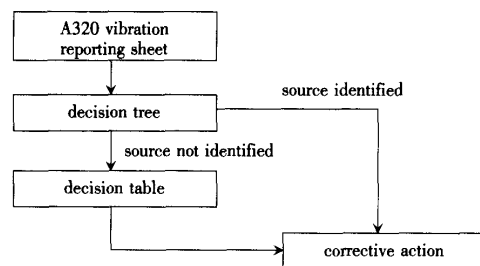 A320 vibration
reporting sheet
source identified
decision tree
source not identified
decision table
corrective action